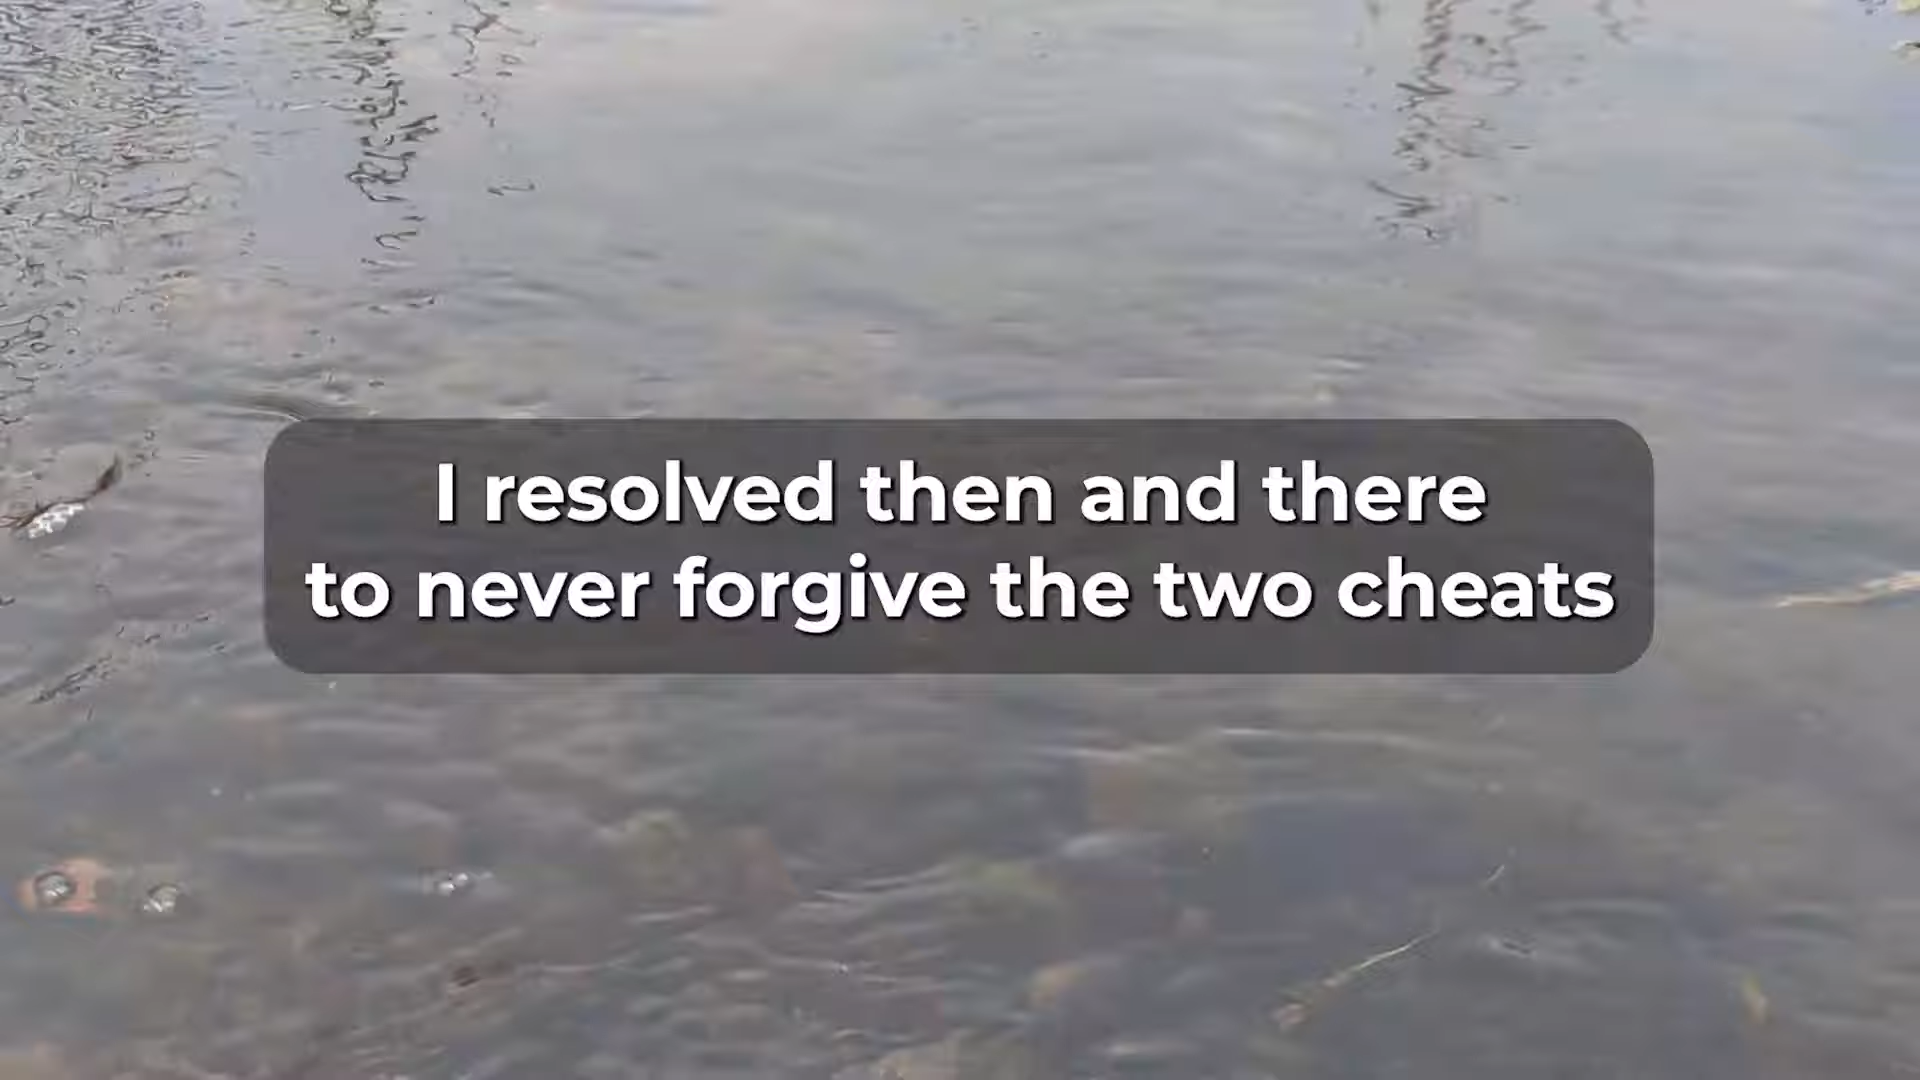 I resolved then and there
to never forgive the two cheats